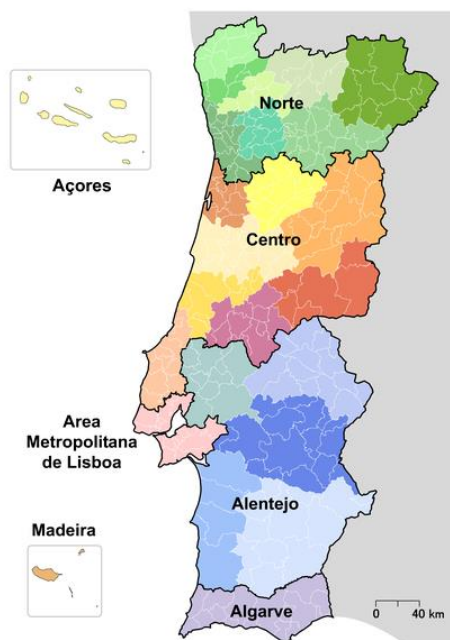 Norte
Açores
Centro
Area
Metropolitana
de Lisboa
Alentejo
Madeira
Algarve
0 40 km